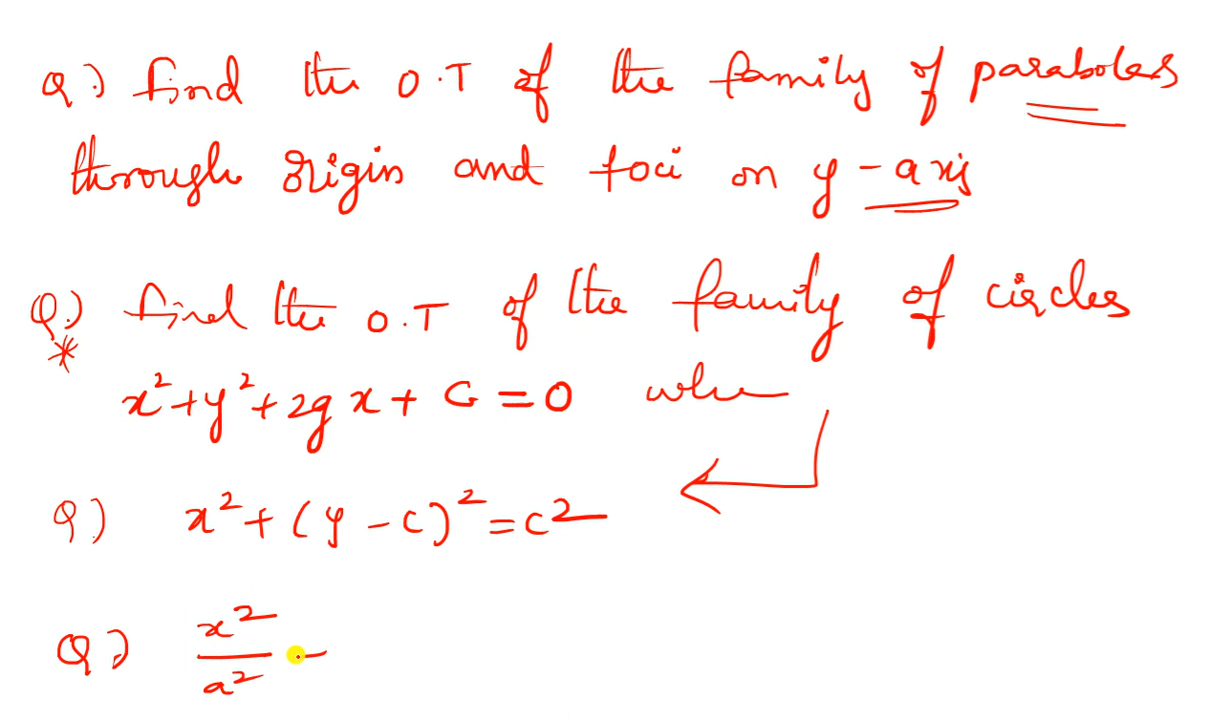 Q.) Find the O.T of the family of parabolas
through origin and foci on y-axis
Q.) find the O.T of the family of circles
* x²+y²+2gx+C=0 where
Q) x²+(y-c)²=c²
Q.) x²/a² -